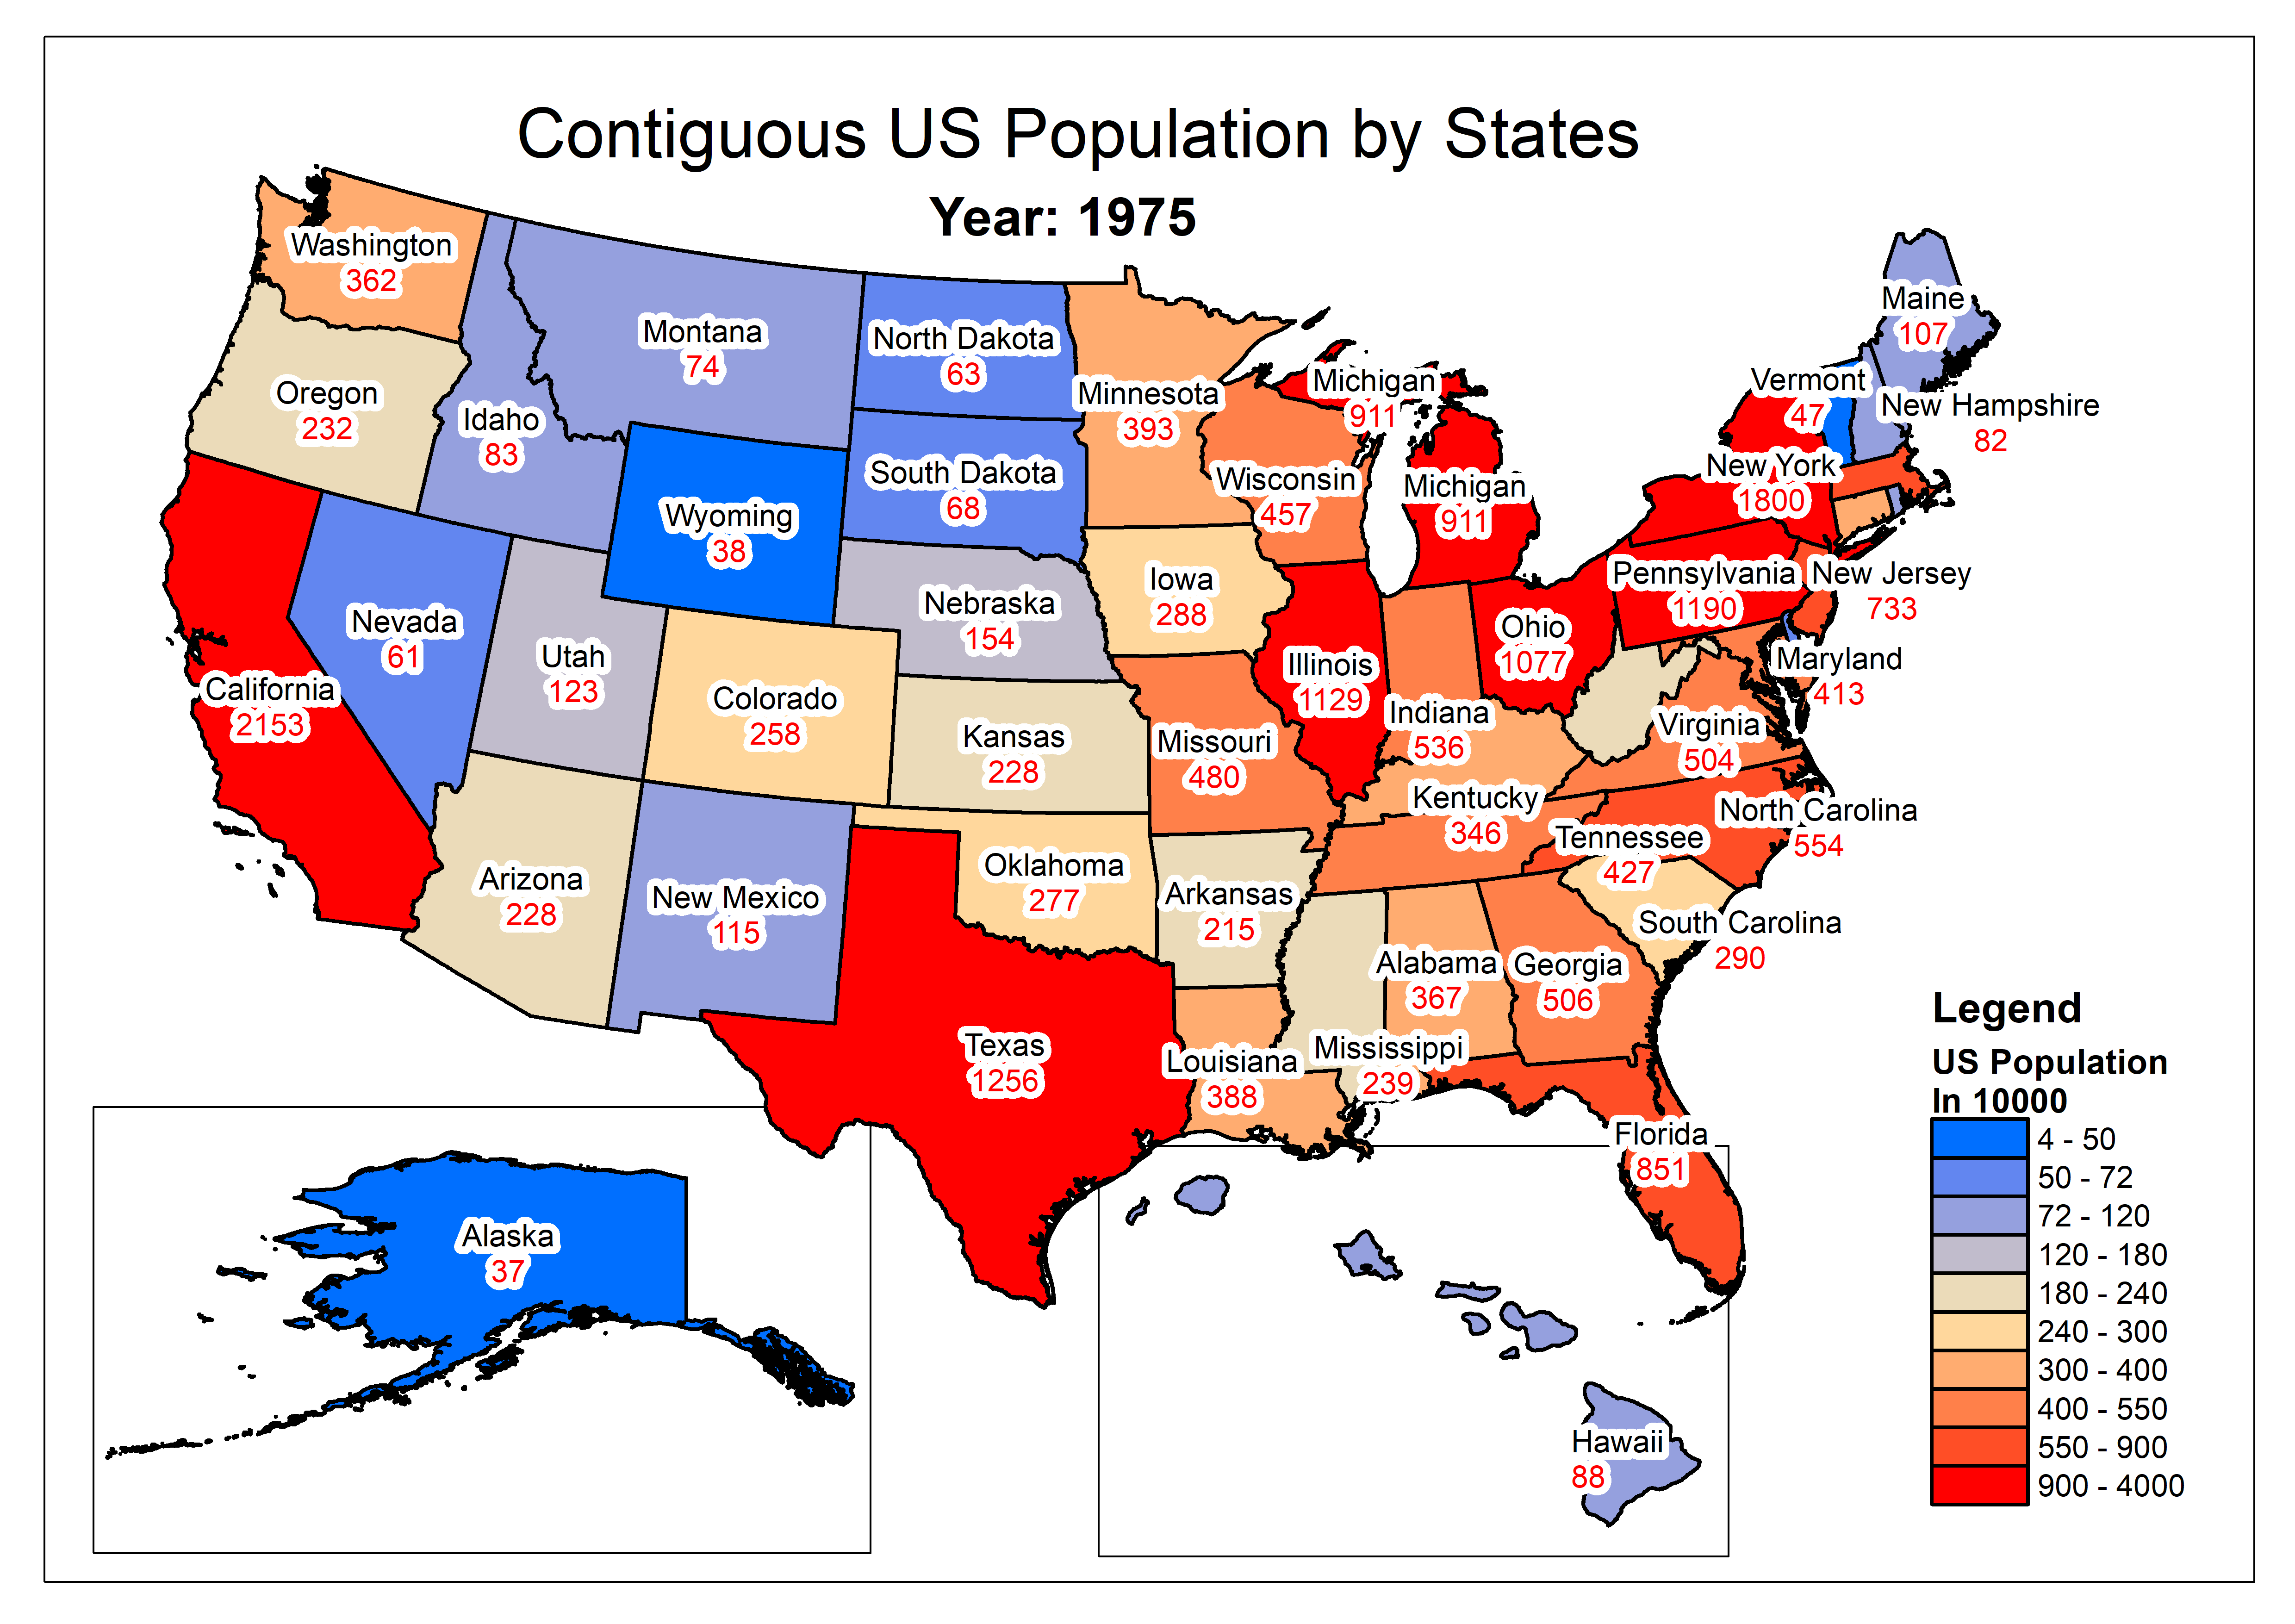 Contiguous US Population by States
Year: 1975
Washington
362
Oregon
232
California
2153
Idaho
83
Nevada
61
Montana
74
Wyoming
38
Utah
123
Arizona
228
Colorado
258
New Mexico
115
North Dakota
63
South Dakota
68
Nebraska
154
Kansas
228
Oklahoma
277
Texas
1256
Minnesota
393
Iowa
288
Missouri
480
Arkansas
215
Louisiana
388
Wisconsin
457
Michigan
911
Michigan
911
Illinois
1129
Indiana
536
Ohio
1077
Kentucky
346
Tennessee
427
Mississippi
239
Alabama
367
Georgia
506
Florida
851
South Carolina
290
North Carolina
554
Virginia
504
Maryland
413
Pennsylvania
1190
New Jersey
733
New York
1800
Vermont
47
New Hampshire
82
Maine
107
Alaska
37
Hawaii
88
Legend
US Population
In 10000
4 - 50
50 - 72
72 - 120
120 - 180
180 - 240
240 - 300
300 - 400
400 - 550
550 - 900
900 - 4000